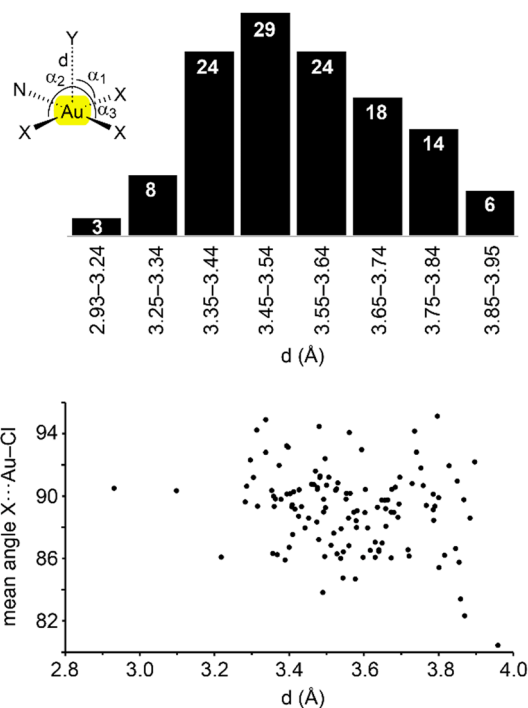 Y
d
α2
α1
N
X
Au
α3
X
X
3
8
24
29
24
18
14
6
2.93–3.24
3.25–3.34
3.35–3.44
3.45–3.54
3.55–3.64
3.65–3.74
3.75–3.84
3.85–3.95
d (Å)
mean angle X···Au–Cl
94
90
86
82
2.8
3.0
3.2
3.4
3.6
3.8
4.0
d (Å)